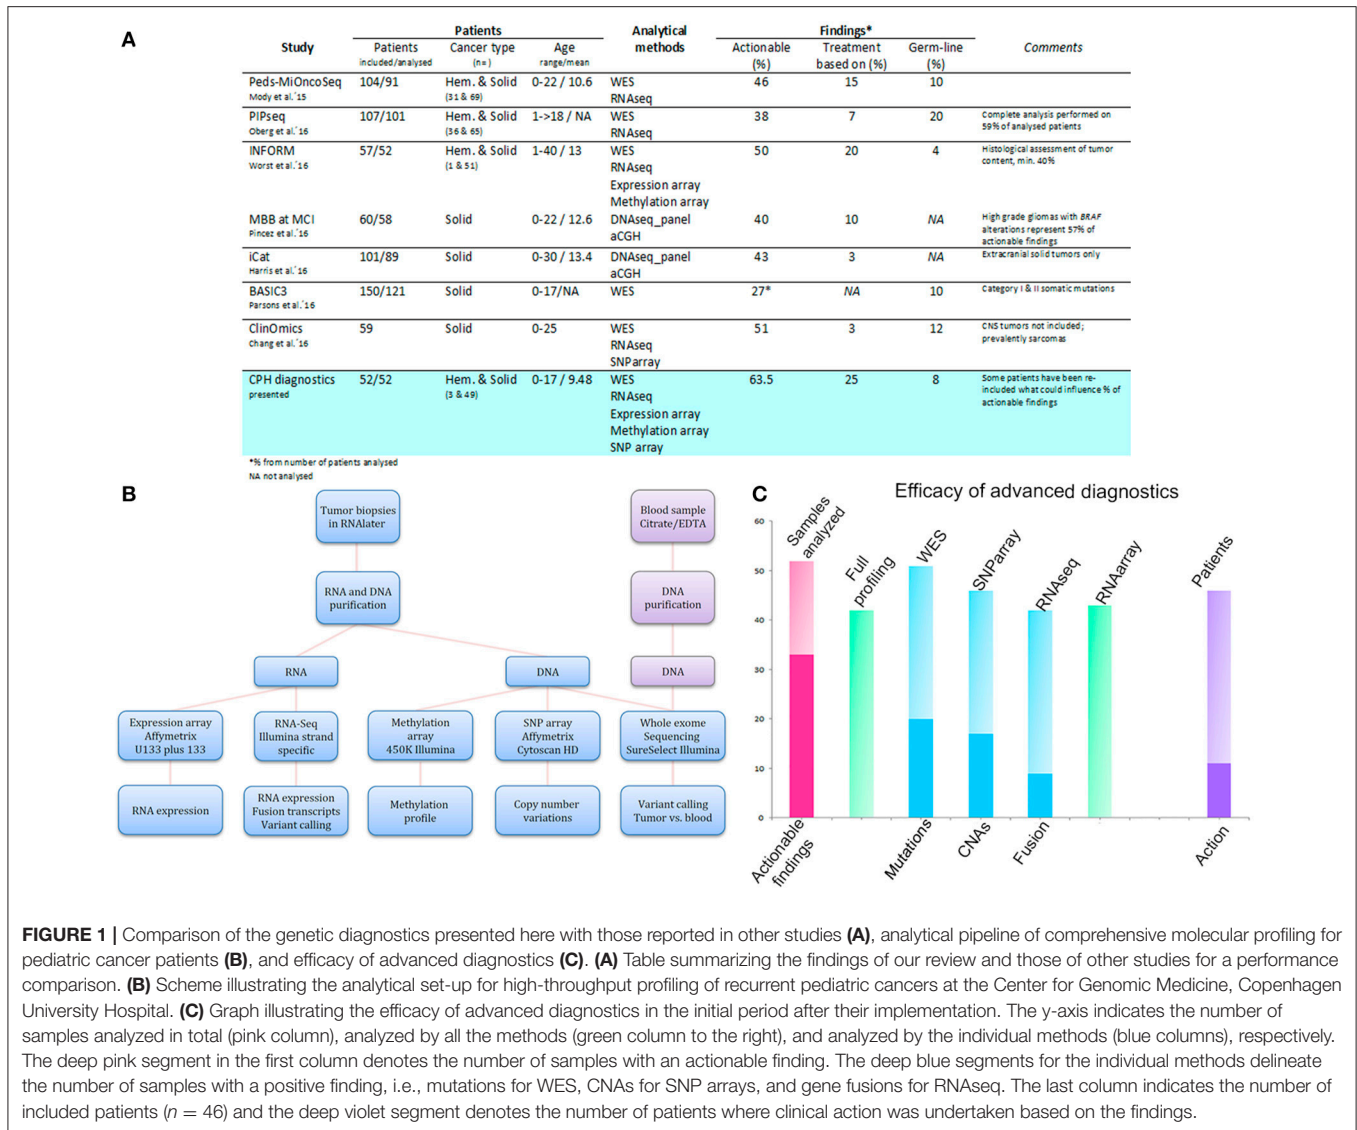 A
Patients
Analytical methods
Findings*
Study
Patients included/analysed
Cancer type (n=)
Age range/mean
Actionable (%)
Treatment based on (%)
Germ-line (%)
Comments
Peds-MiOncoSeq 104/91 Hem. & Solid 0-22 / 10.6 WES 46 15 10
Mody et al.´15 (31 & 69) RNAseq
PIPseq 107/101 Hem. & Solid 1->18 / NA WES 38 7 20 Complete analysis performed on
Oberg et al.´16 (36 & 65) RNAseq 59% of analysed patients
INFORM 57/52 Hem. & Solid 1-40 / 13 WES 50 20 4 Histological assessment of tumor
Worst et al.´16 (1 & 51) RNAseq content, min. 40%
Expression array
Methylation array
MBB at MCI 60/58 Solid 0-22 / 12.6 DNAseq_panel 40 10 NA High grade gliomas with BRAF
Pincez et al.´16 aCGH alterations represent 57% of
actionable findings
iCat 101/89 Solid 0-30 / 13.4 DNAseq_panel 43 3 NA Extracranial solid tumors only
Harris et al.´16 aCGH
BASIC3 150/121 Solid 0-17/NA WES 27* NA 10 Category I & II somatic mutations
Parsons et al.´16
ClinOmics 59 Solid 0-25 WES 51 3 12 CNS tumors not included;
Chang et al.´16 RNAseq prevalently sarcomas
SNParray
CPH diagnostics 52/52 Hem. & Solid 0-17 / 9.48 WES 63.5 25 8 Some patients have been re-
presented (3 & 49) RNAseq included what could influence % of
Expression array actionable findings
Methylation array
SNP array
*% from number of patients analysed
NA not analysed
B
Tumor biopsies
in RNAlater
Blood sample
Citrate/EDTA
RNA and DNA
purification
DNA
purification
RNA
DNA
DNA
Expression array
Affymetrix
U133 plus 133
RNA-Seq
Illumina strand
specific
Methylation
array
450K Illumina
SNP array
Affymetrix
Cytoscan HD
Whole exome
Sequencing
SureSelect Illumina
RNA expression
RNA expression
Fusion transcripts
Variant calling
Methylation
profile
Copy number
variations
Variant calling
Tumor vs. blood
C
Efficacy of advanced diagnostics
60
50
40
30
20
10
0
Samples
analyzed
Full
profiling
WES
SNParray
RNAseq
RNAarray
Patients
Actionable
findings
Mutations
CNAs
Fusion
Action
FIGURE 1 | Comparison of the genetic diagnostics presented here with those reported in other studies (A), analytical pipeline of comprehensive molecular profiling for
pediatric cancer patients (B), and efficacy of advanced diagnostics (C). (A) Table summarizing the findings of our review and those of other studies for a performance
comparison. (B) Scheme illustrating the analytical set-up for high-throughput profiling of recurrent pediatric cancers at the Center for Genomic Medicine, Copenhagen
University Hospital. (C) Graph illustrating the efficacy of advanced diagnostics in the initial period after their implementation. The y-axis indicates the number of
samples analyzed in total (pink column), analyzed by all the methods (green column to the right), and analyzed by the individual methods (blue columns), respectively.
The deep pink segment in the first column denotes the number of samples with an actionable finding. The deep blue segments for the individual methods delineate
the number of samples with a positive finding, i.e., mutations for WES, CNAs for SNP arrays, and gene fusions for RNAseq. The last column indicates the number of
included patients (n = 46) and the deep violet segment denotes the number of patients where clinical action was undertaken based on the findings.